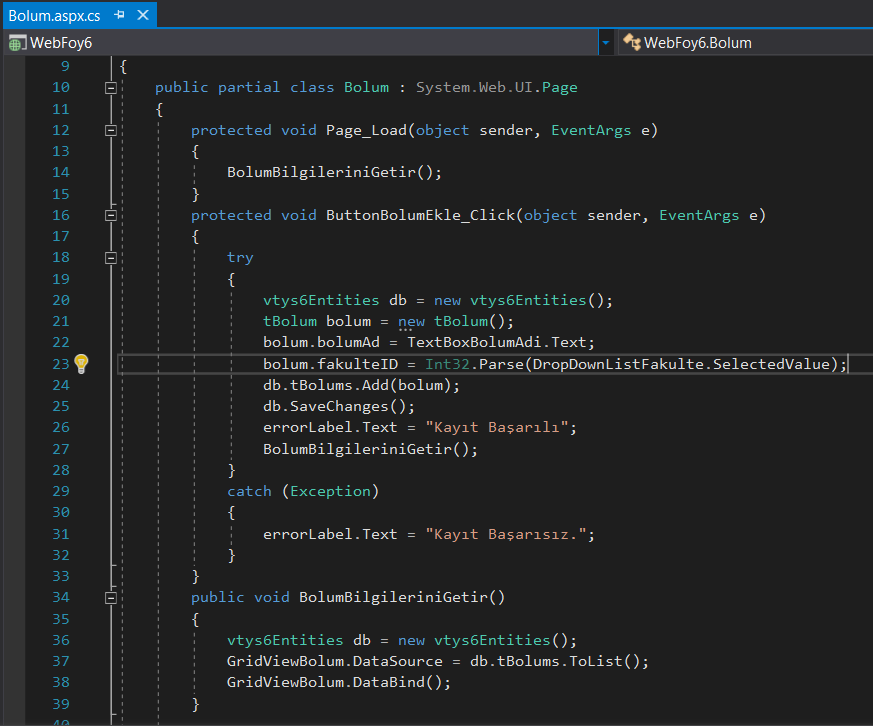 Bolum.aspx.cs
WebFoy6 WebFoy6.Bolum
9 {
10 public partial class Bolum : System.Web.UI.Page
11 {
12 protected void Page_Load(object sender, EventArgs e)
13 {
14 BolumBilgileriniGetir();
15 }
16 protected void ButtonBolumEkle_Click(object sender, EventArgs e)
17 {
18 try
19 {
20 vtys6Entities db = new vtys6Entities();
21 tBolum bolum = new tBolum();
22 bolum.bolumAd = TextBoxBolumAdi.Text;
23 bolum.fakulteID = Int32.Parse(DropDownListFakulte.SelectedValue);
24 db.tBolums.Add(bolum);
25 db.SaveChanges();
26 errorLabel.Text = "Kayıt Başarılı";
27 BolumBilgileriniGetir();
28 }
29 catch (Exception)
30 {
31 errorLabel.Text = "Kayıt Başarısız.";
32 }
33 }
34 public void BolumBilgileriniGetir()
35 {
36 vtys6Entities db = new vtys6Entities();
37 GridViewBolum.DataSource = db.tBolums.ToList();
38 GridViewBolum.DataBind();
39 }
40